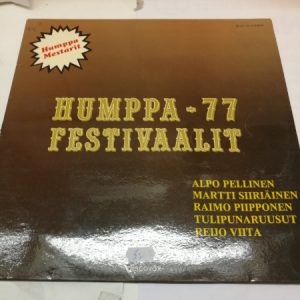 Humppa
Mestarit
HUMPPA - 77
FESTIVAALIT
ALPO PELLINEN
MARTTI SIIRIÄINEN
RAIMO PIIPPONEN
TULIPUNARUUSUT
REIJO VIITA